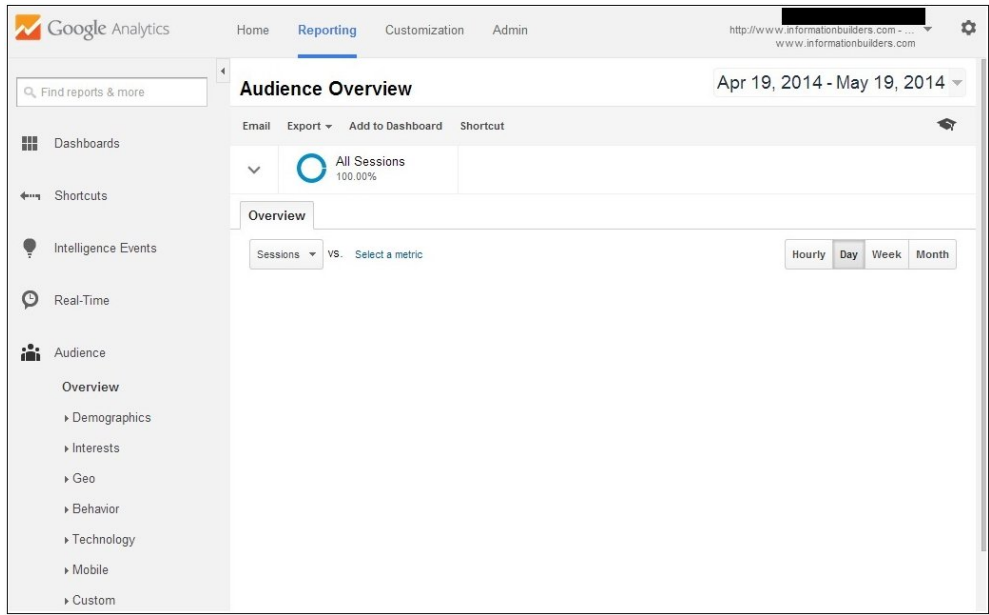 Google Analytics
Home Reporting Customization Admin
http://www.informationbuilders.com - ...
www.informationbuilders.com
Find reports & more
Dashboards
Shortcuts
Intelligence Events
Real-Time
Audience
Overview
Demographics
Interests
Geo
Behavior
Technology
Mobile
Custom
Audience Overview
Apr 19, 2014 - May 19, 2014
Email Export Add to Dashboard Shortcut
All Sessions
100.00%
Overview
Sessions VS. Select a metric
Hourly Day Week Month